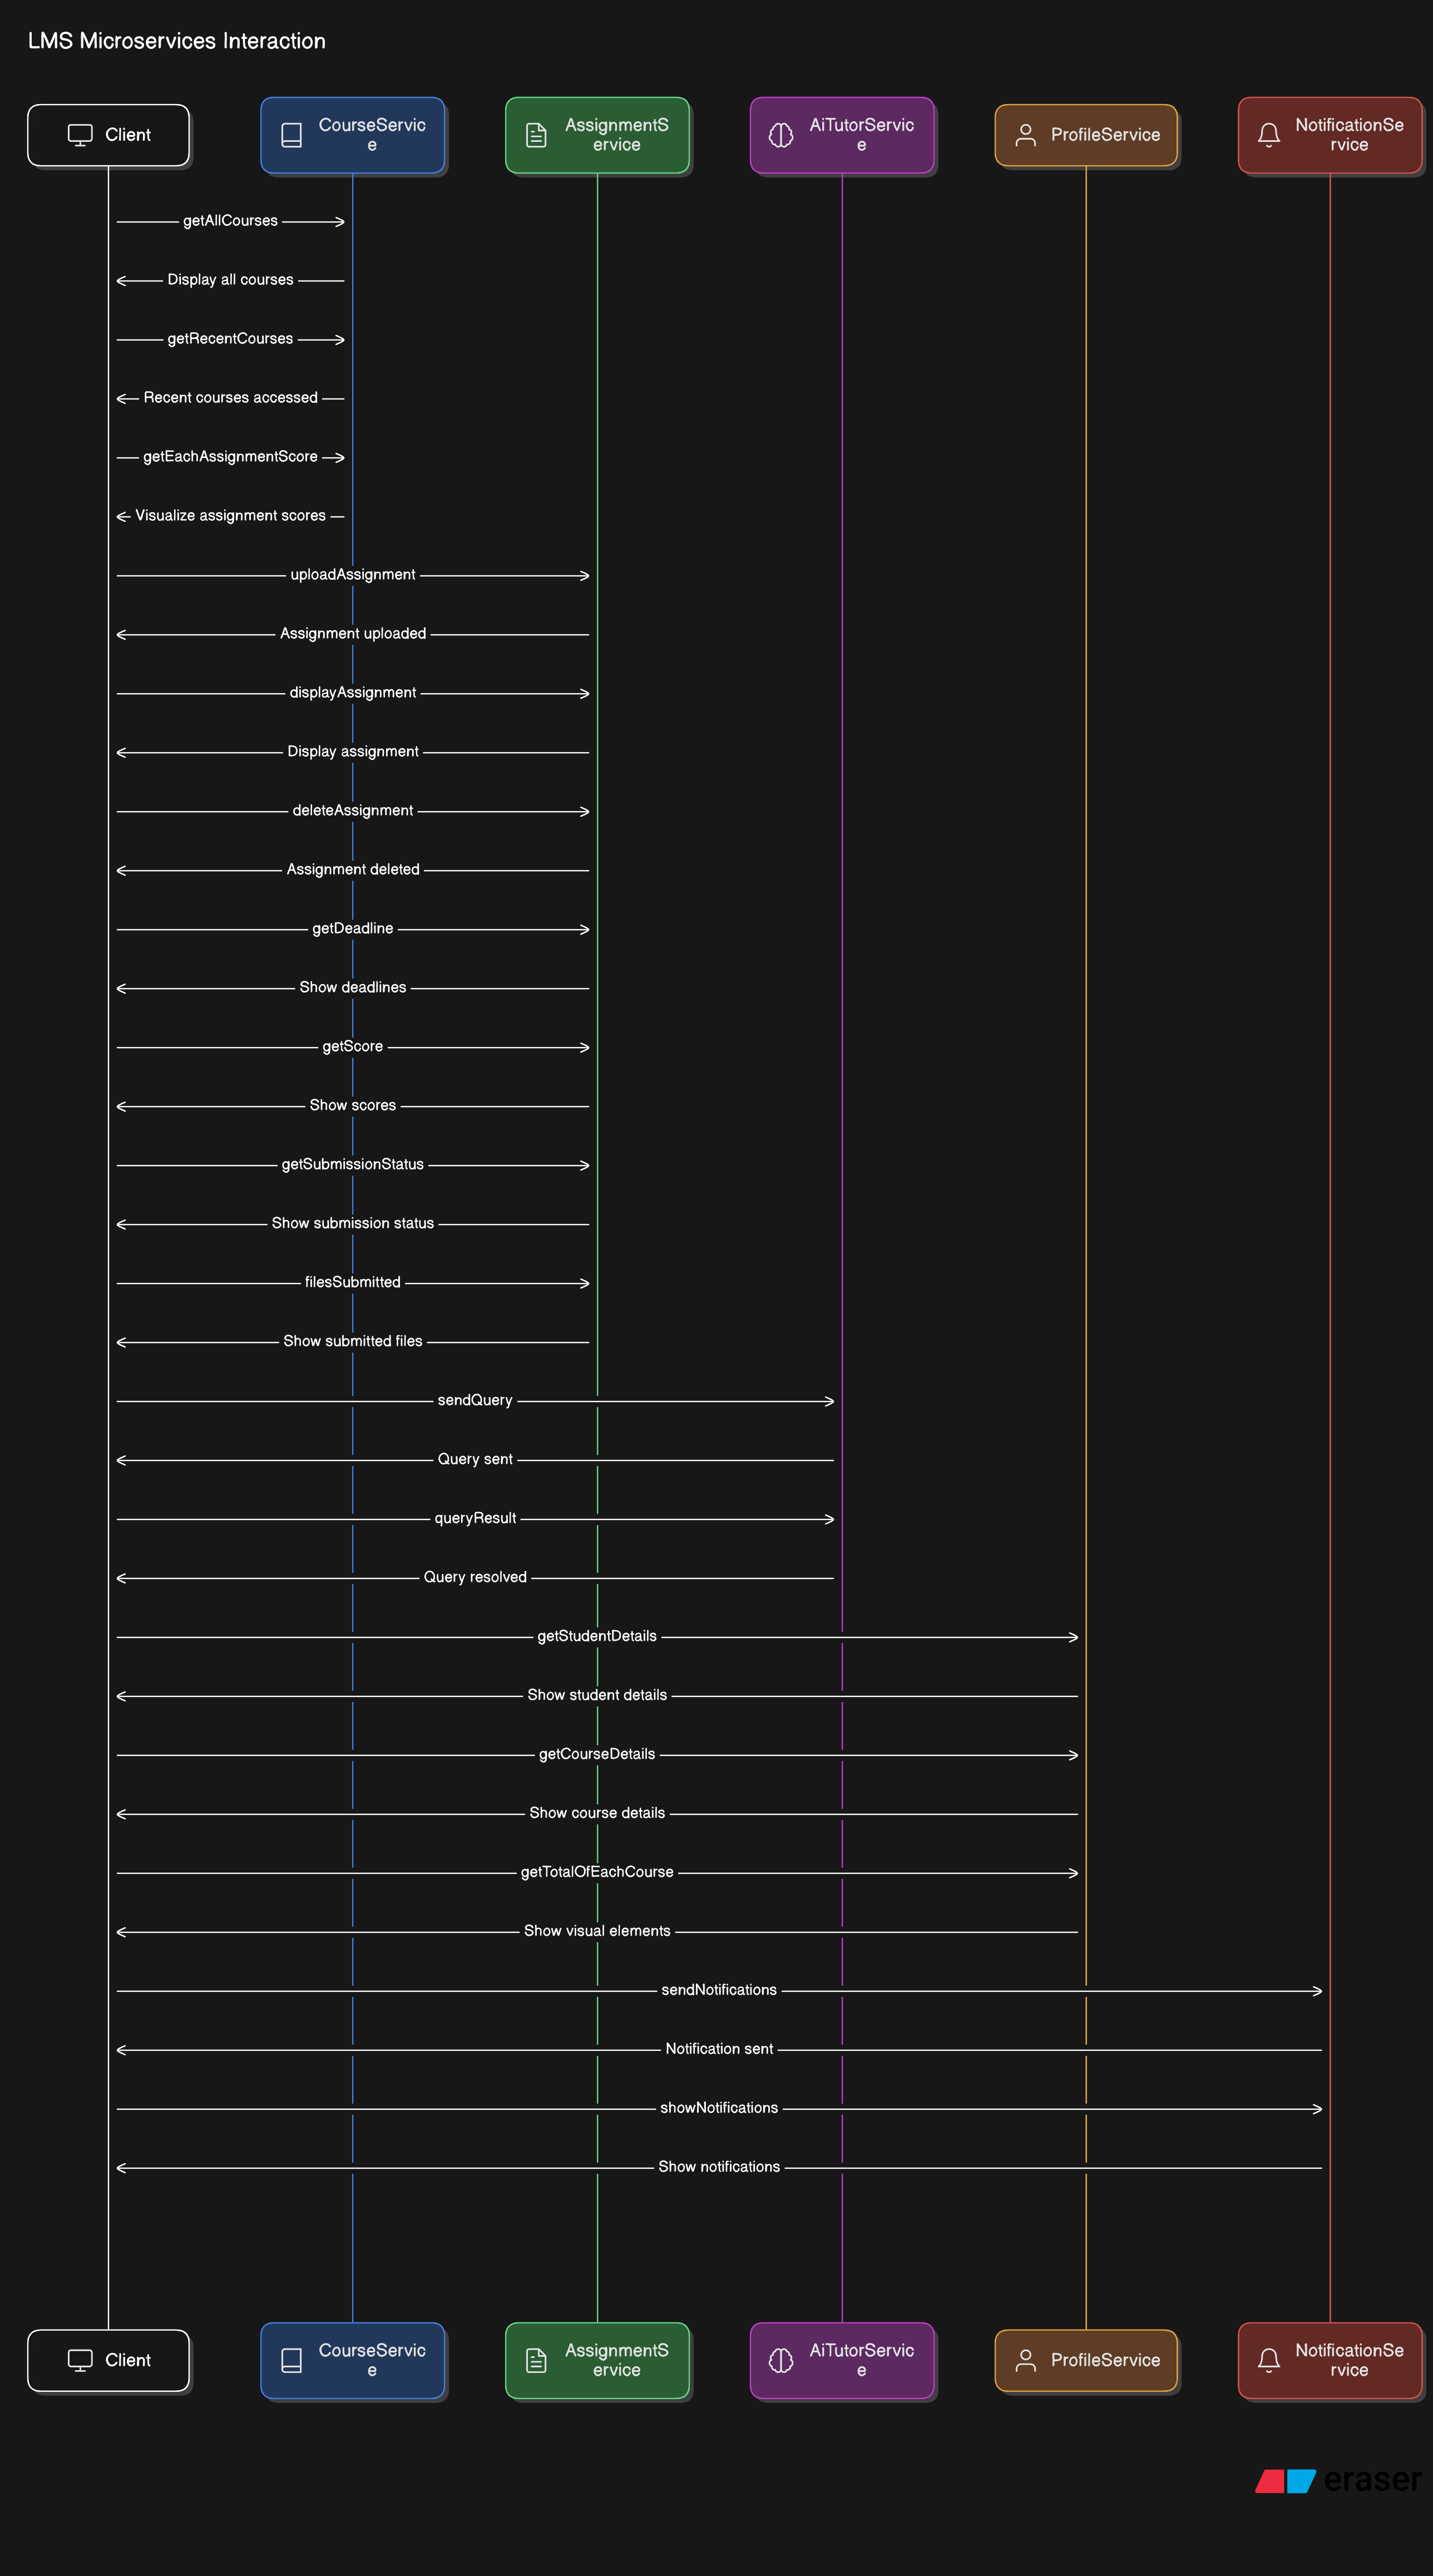 LMS Microservices Interaction
Client
CourseServic
e
AssignmentS
ervice
AiTutorServic
e
ProfileService
NotificationSe
rvice
getAllCourses
Display all courses
getRecentCourses
Recent courses accessed
getEachAssignmentScore
Visualize assignment scores
uploadAssignment
Assignment uploaded
displayAssignment
Display assignment
deleteAssignment
Assignment deleted
getDeadline
Show deadlines
getScore
Show scores
getSubmissionStatus
Show submission status
filesSubmitted
Show submitted files
sendQuery
Query sent
queryResult
Query resolved
getStudentDetails
Show student details
getCourseDetails
Show course details
getTotalOfEachCourse
Show visual elements
sendNotifications
Notification sent
showNotifications
Show notifications
Client
CourseServic
e
AssignmentS
ervice
AiTutorServic
e
ProfileService
NotificationSe
rvice
eraser